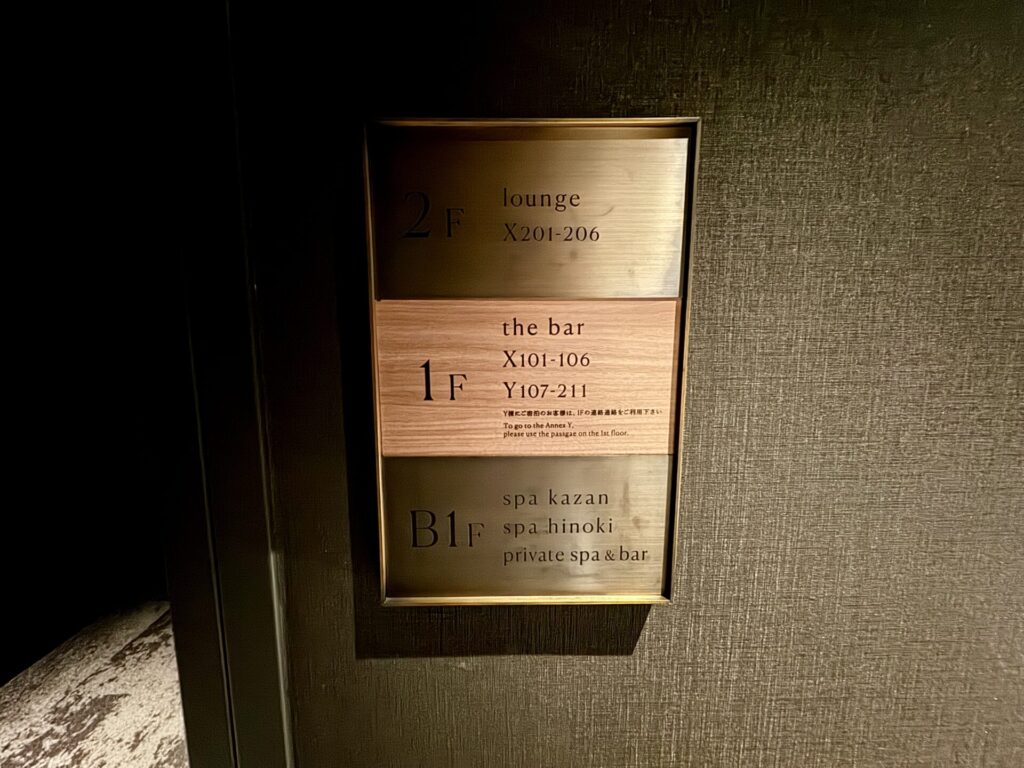 2F
lounge
X201-206
1F
the bar
X101-106
Y107-211
Y棟にご宿泊のお客様は、1Fの連絡通路をご利用下さい
To go to the Annex Y,
please use the passgae on the 1st floor.
B1F
spa kazan
spa hinoki
private spa & bar